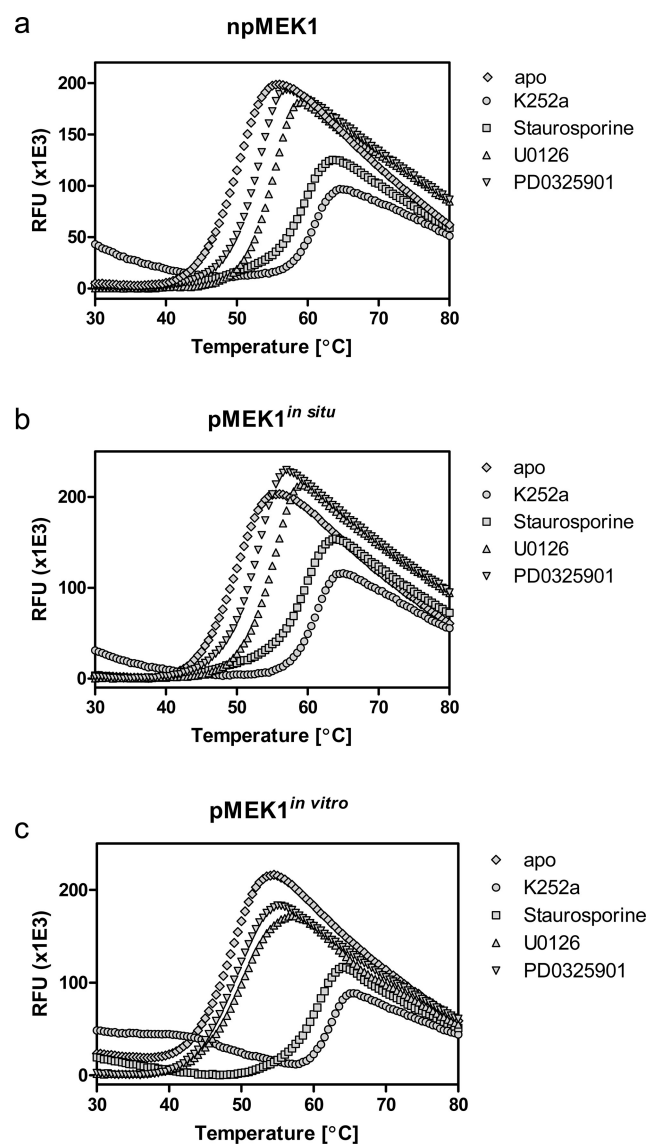 a
npMEK1
RFU (x1E3)
200
150
100
50
0
30 40 50 60 70 80
Temperature [°C]
apo
K252a
Staurosporine
U0126
PD0325901
b
pMEK1in situ
RFU (x1E3)
200
100
0
30 40 50 60 70 80
Temperature [°C]
apo
K252a
Staurosporine
U0126
PD0325901
c
pMEK1in vitro
RFU (x1E3)
200
100
0
30 40 50 60 70 80
Temperature [°C]
apo
K252a
Staurosporine
U0126
PD0325901